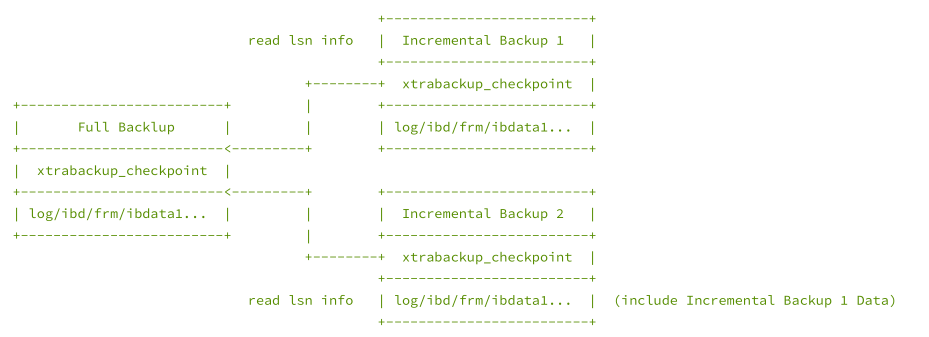 +-------------------------+
                             read lsn info   |  Incremental Backup 1   |
                                             +-------------------------+
                                    +--------+  xtrabackup_checkpoint  |
+-------------------------+         |        +-------------------------+
|       Full Backlup      |         |        | log/ibd/frm/ibdata1...  |
+-------------------------<---------+        +-------------------------+
|  xtrabackup_checkpoint  |
+-------------------------<---------+        +-------------------------+
| log/ibd/frm/ibdata1...  |         |        |  Incremental Backup 2   |
+-------------------------+         |        +-------------------------+
                                    +--------+  xtrabackup_checkpoint  |
                                             +-------------------------+
                             read lsn info   | log/ibd/frm/ibdata1...  |  (include Incremental Backup 1 Data)
                                             +-------------------------+